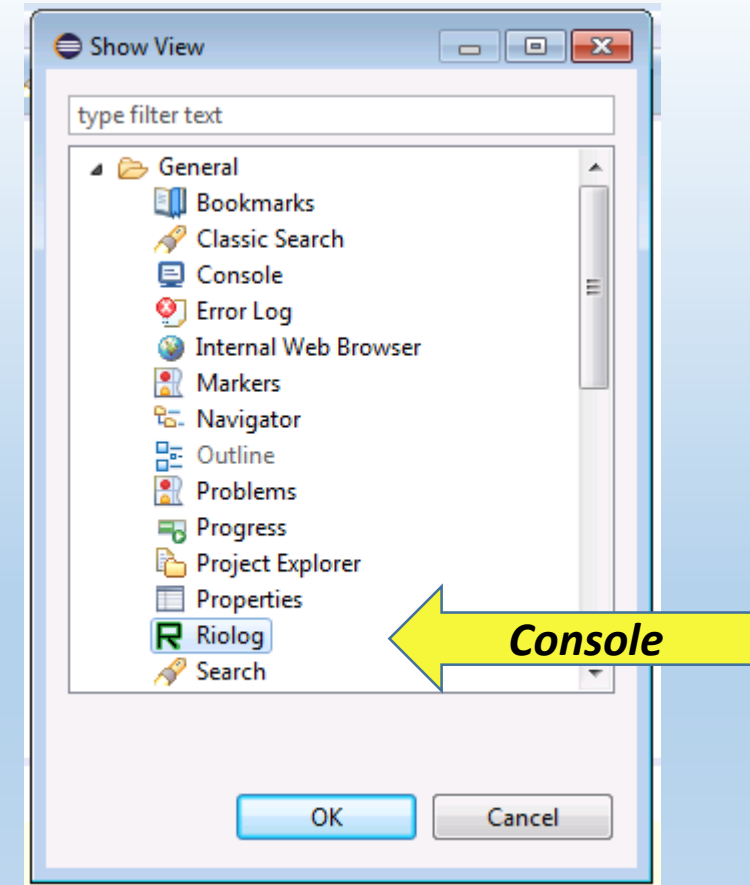 Show View
type filter text
General
Bookmarks
Classic Search
Console
Error Log
Internal Web Browser
Markers
Navigator
Outline
Problems
Progress
Project Explorer
Properties
Riolog
Console
Search
OK
Cancel